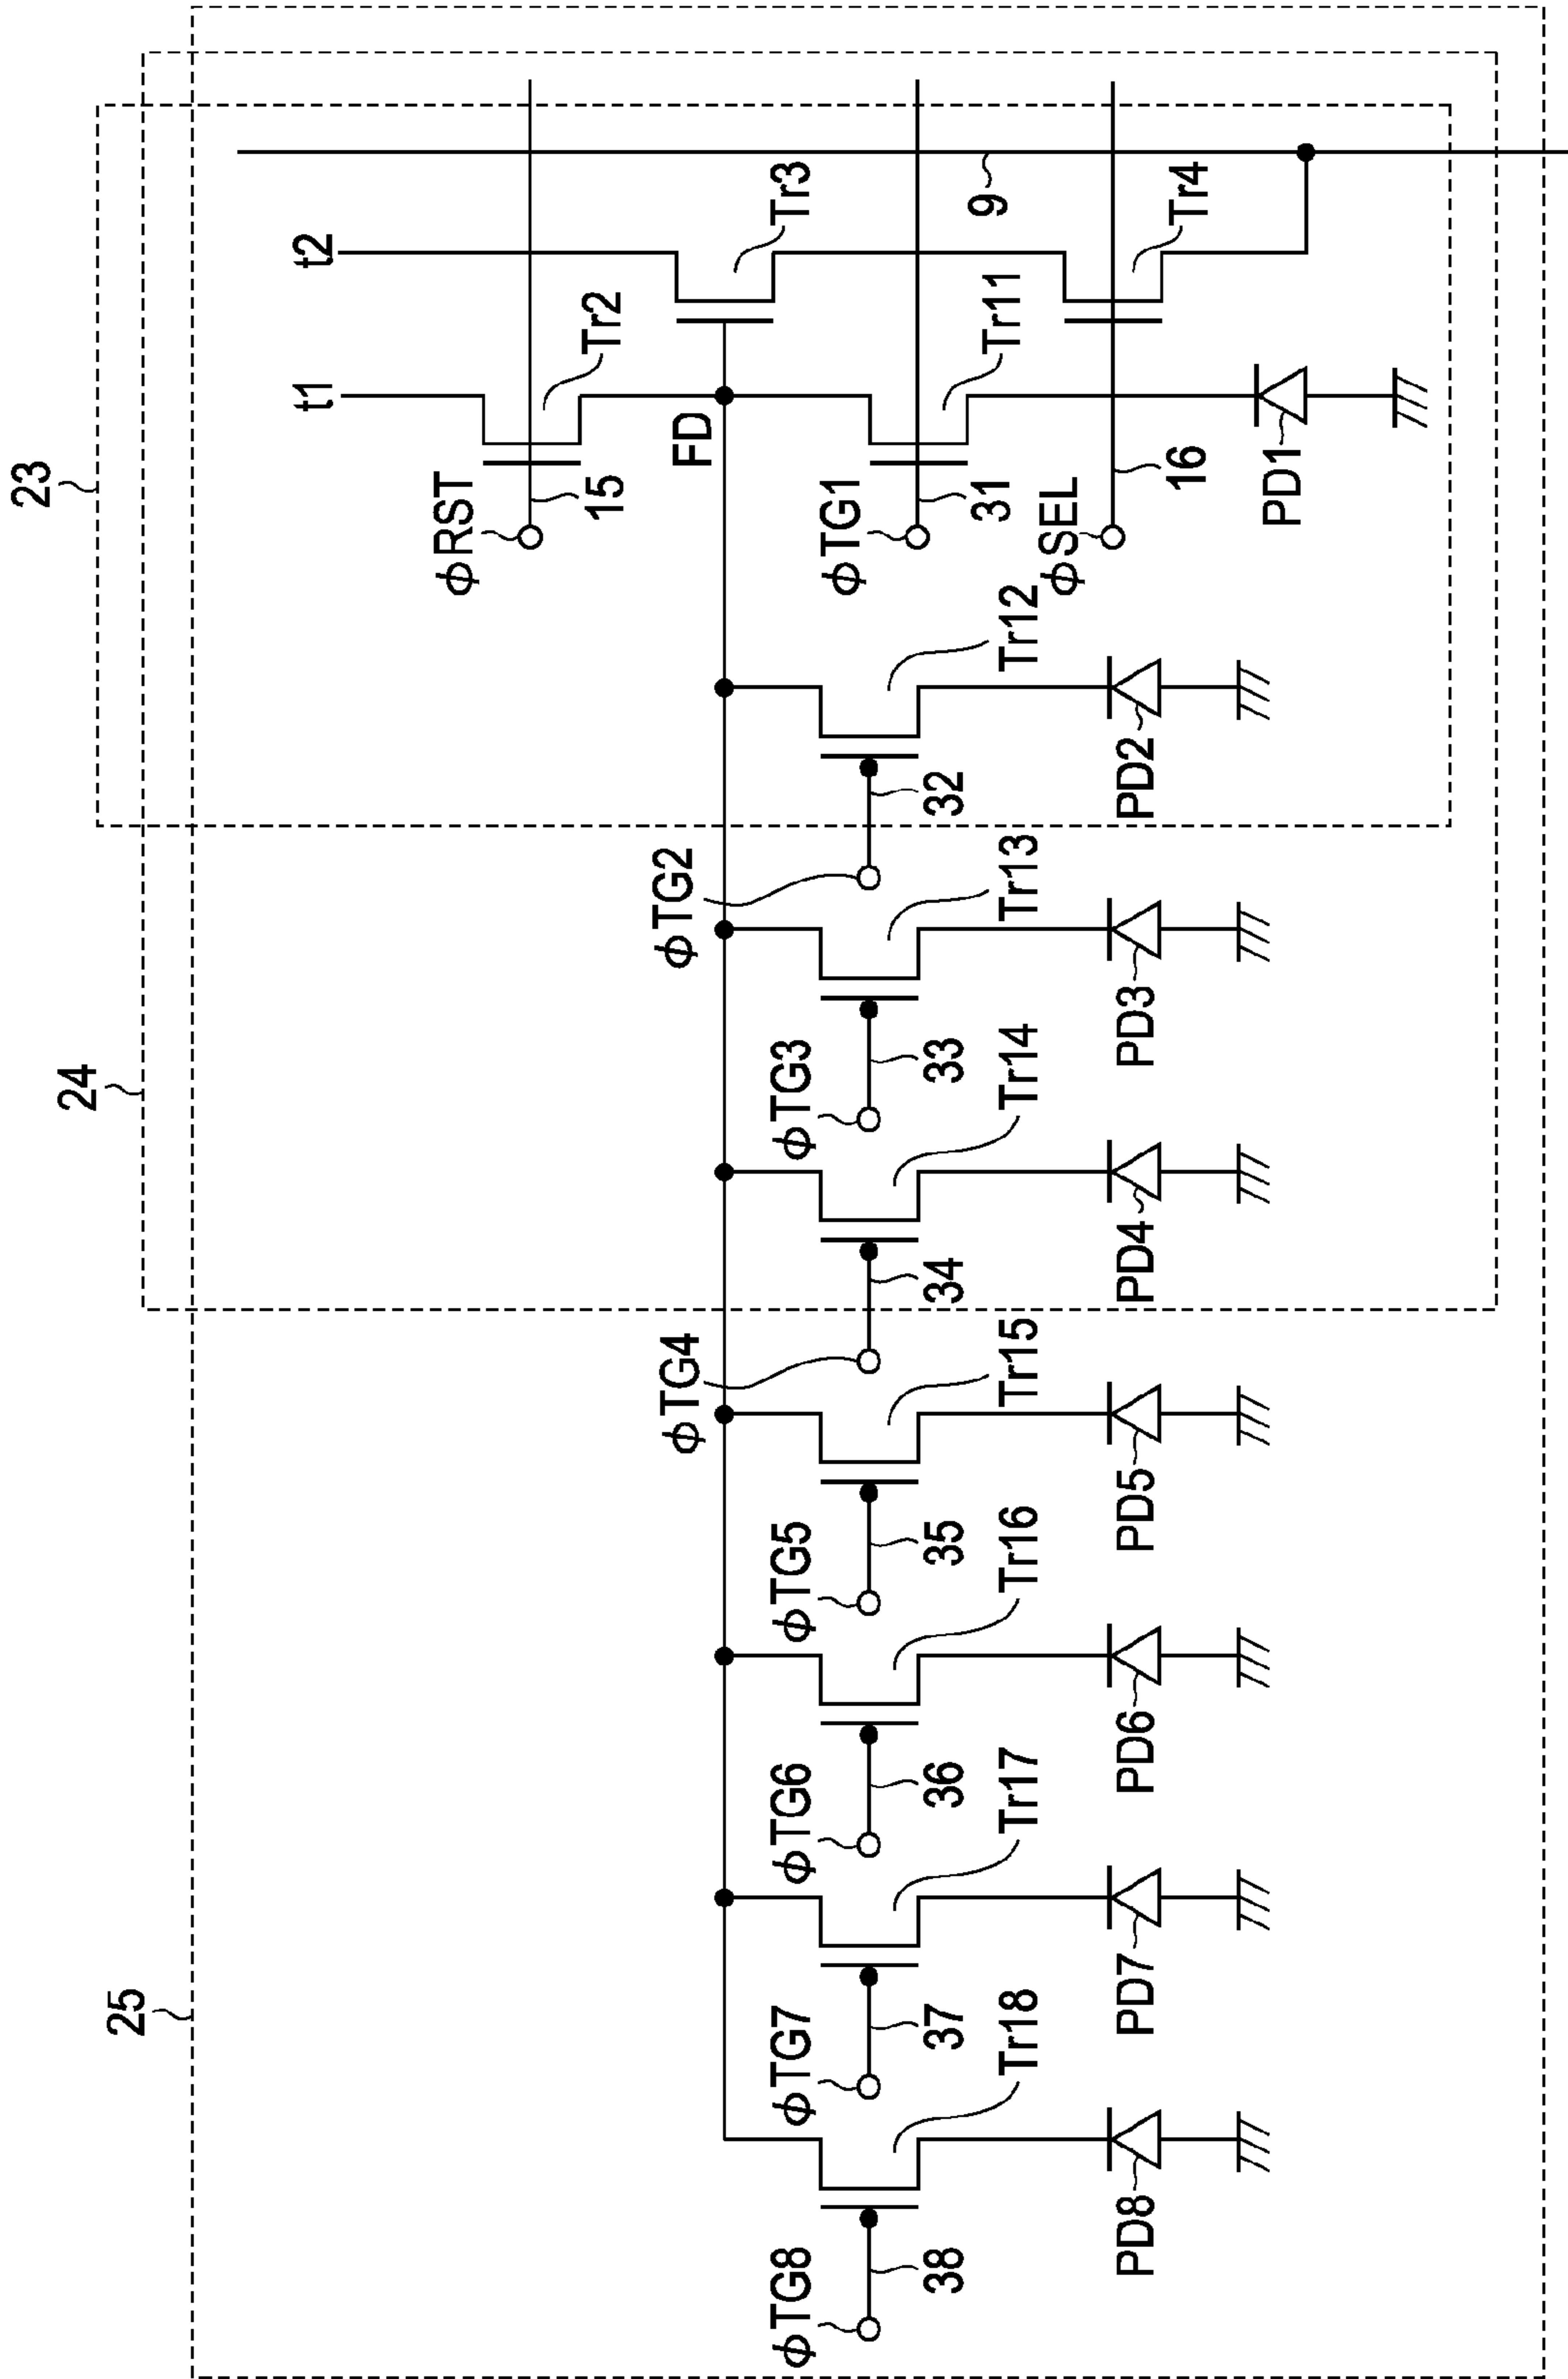 25
24
23
t1
t2
φRST
15
Tr2
Tr3
FD
φTG8
38
Tr18
φTG7
37
Tr17
φTG6
36
Tr16
φTG5
35
Tr15
φTG4
34
Tr14
φTG3
33
Tr13
φTG2
32
Tr12
φTG1
31
Tr11
9
φSEL
16
Tr4
PD8
PD7
PD6
PD5
PD4
PD3
PD2
PD1